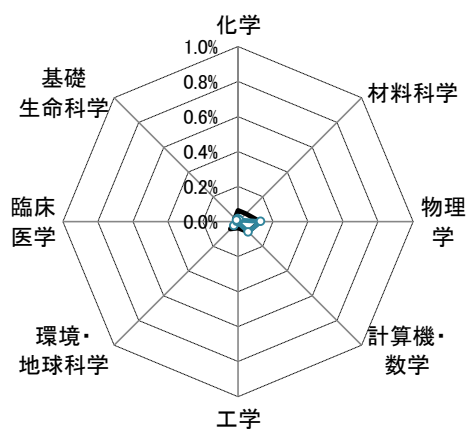 化学
1.0%
0.8%
0.6%
0.4%
0.2%
0.0%
基礎
生命科学
材料科学
臨床
医学
物理
学
環境・
地球科学
計算機・
数学
工学